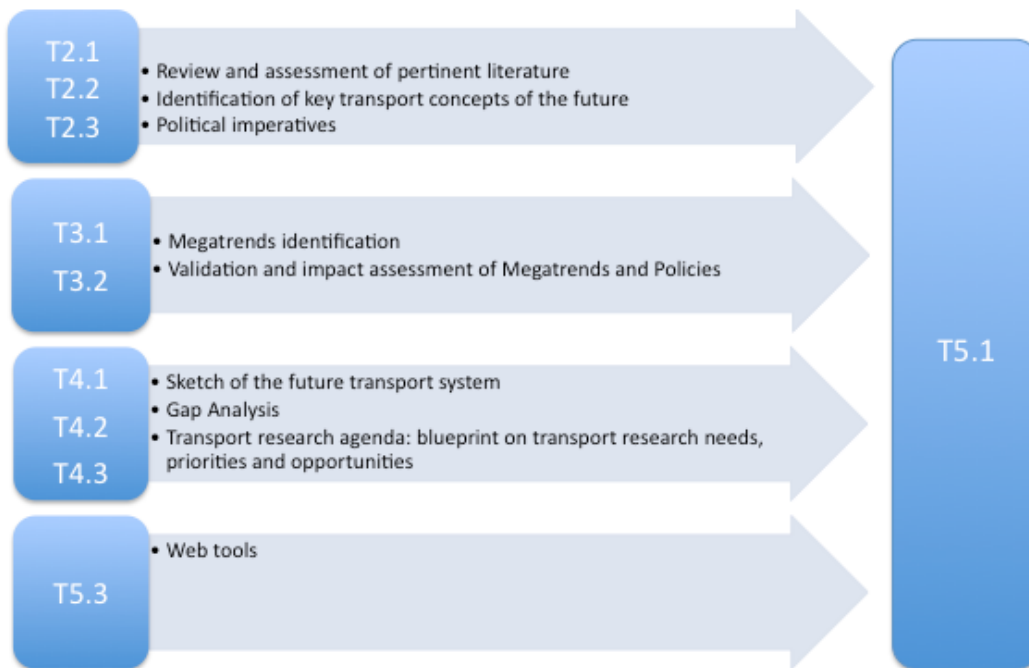 T2.1
T2.2
T2.3
• Review and assessment of pertinent literature
• Identification of key transport concepts of the future
• Political imperatives
T3.1
T3.2
• Megatrends identification
• Validation and impact assessment of Megatrends and Policies
T4.1
T4.2
T4.3
• Sketch of the future transport system
• Gap Analysis
• Transport research agenda: blueprint on transport research needs,
priorities and opportunities
T5.3
• Web tools
T5.1